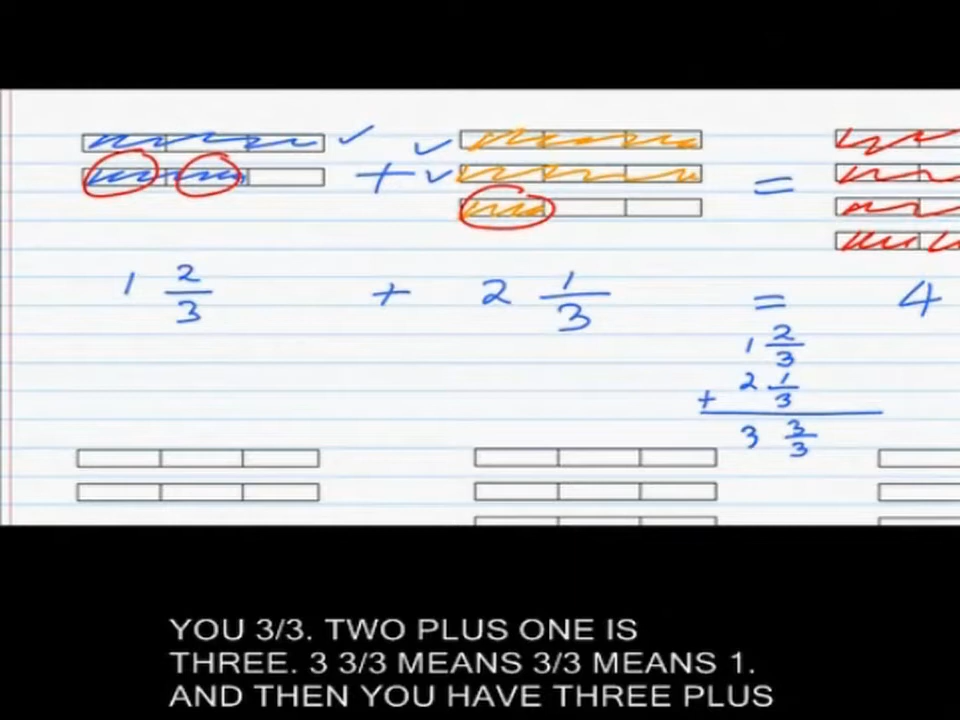 + =
1 2/3 + 2 1/3 = 4
1 2/3
+ 2 1/3
3 3/3
YOU 3/3. TWO PLUS ONE IS
THREE. 3 3/3 MEANS 3/3 MEANS 1.
AND THEN YOU HAVE THREE PLUS